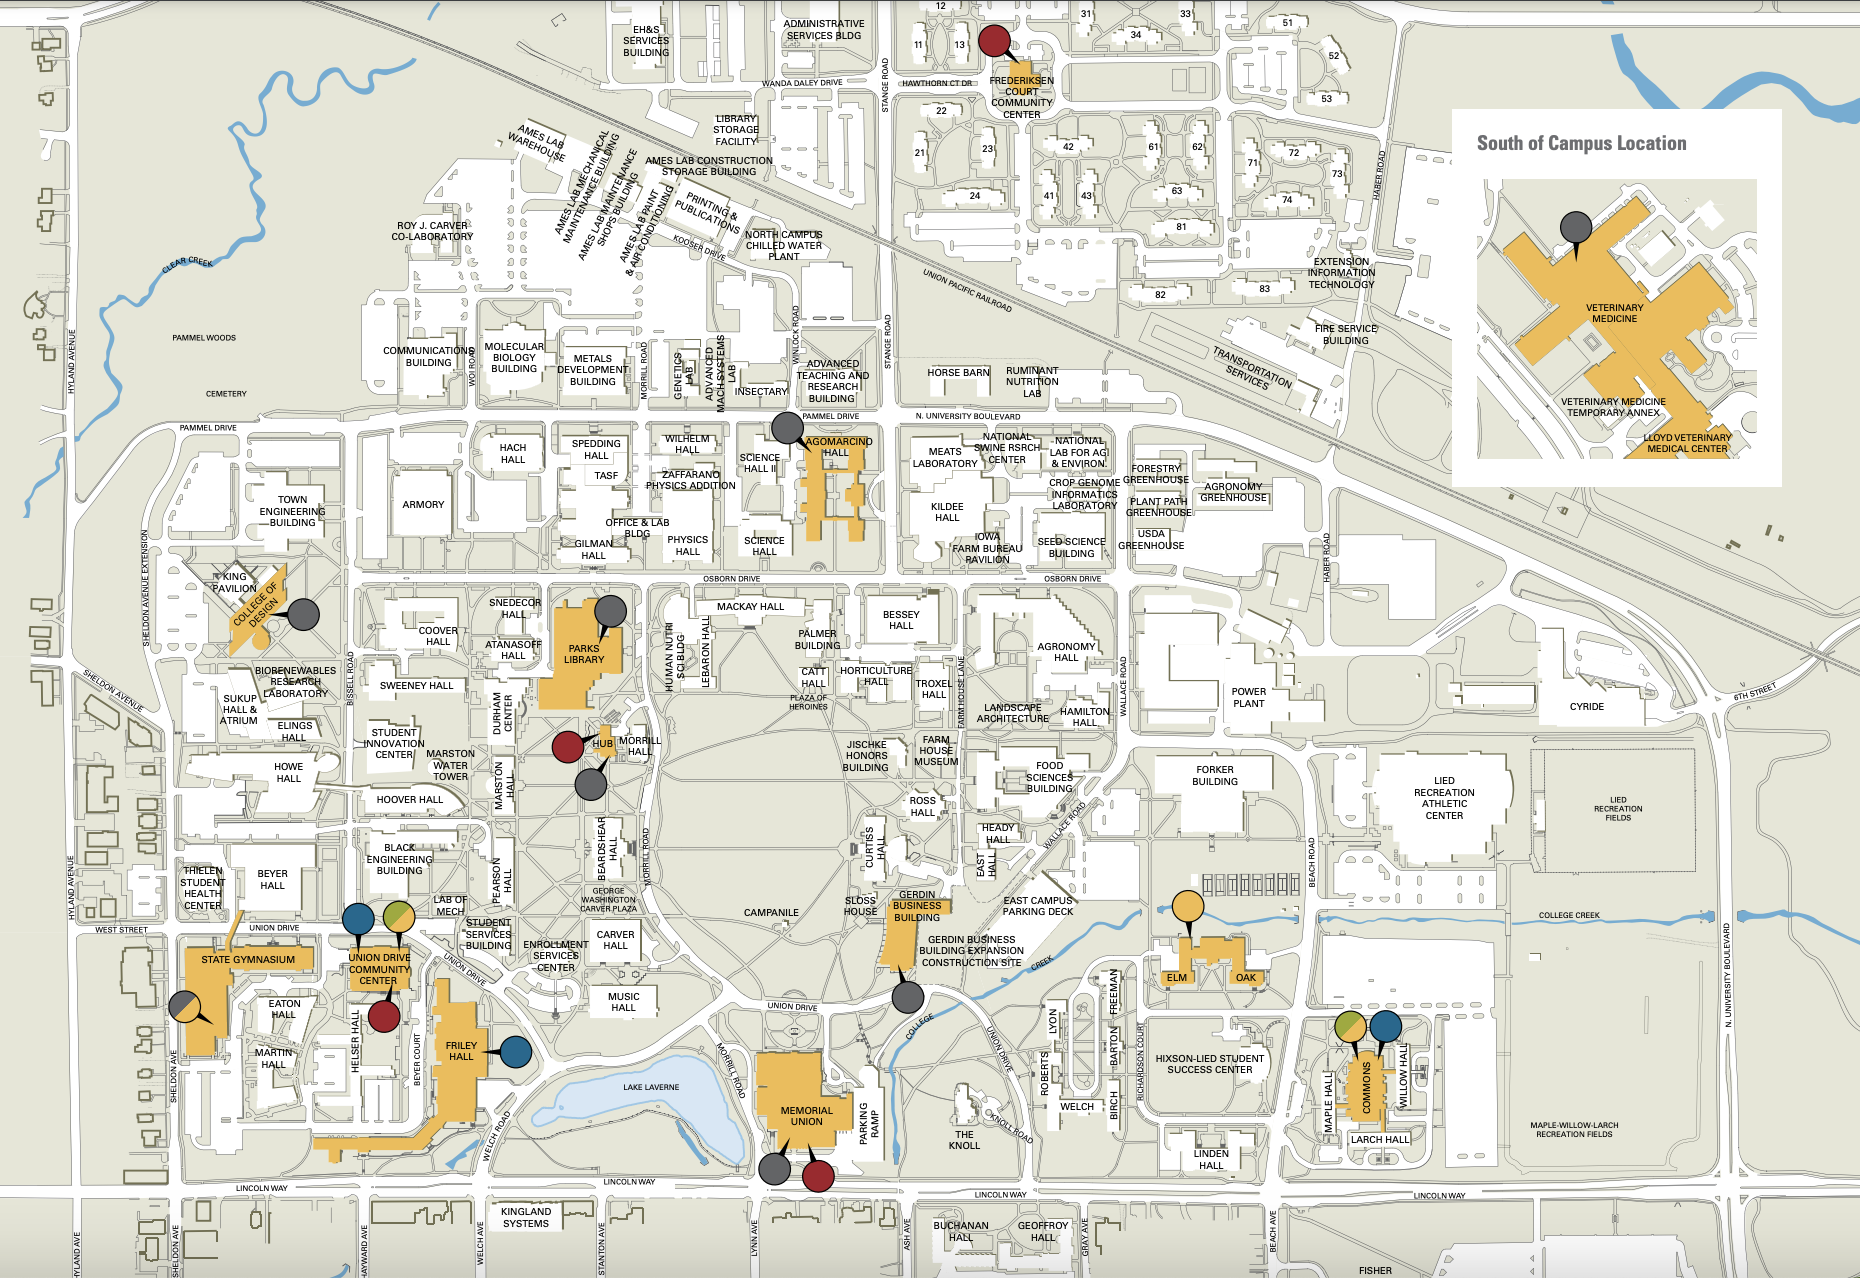 12
31
33
51
EH&S
SERVICES
BUILDING
ADMINISTRATIVE
SERVICES BLDG
11
13
34
52
WANDA DALEY DRIVE
STANGE ROAD
HAWTHORN CT DR
FREDERIKSEN
COURT
COMMUNITY
CENTER
53
22
LIBRARY
STORAGE
FACILITY
AMES LAB
WAREHOUSE
AMES LAB MECHANICAL
MAINTENANCE BUILDING
AMES LAB MAINTENANCE
SHOPS BUILDING
AMES LAB PAINT
& AIR CONDITIONING
AMES LAB CONSTRUCTION
STORAGE BUILDING
PRINTING &
PUBLICATIONS
21
23
42
61
62
71
72
73
HABER ROAD
24
41
43
63
74
81
South of Campus Location
VETERINARY
MEDICINE
VETERINARY MEDICINE
TEMPORARY ANNEX
LLOYD VETERINARY
MEDICAL CENTER
ROY J. CARVER
CO-LABORATORY
KOOSER DRIVE
NORTH CAMPUS
CHILLED WATER
PLANT
CLEAR CREEK
UNION PACIFIC RAILROAD
EXTENSION
INFORMATION
TECHNOLOGY
82
83
FIRE SERVICE
BUILDING
TRANSPORTATION
SERVICES
PAMMEL WOODS
CEMETERY
HYLAND AVENUE
COMMUNICATIONS
BUILDING
WOI ROAD
MOLECULAR
BIOLOGY
BUILDING
METALS
DEVELOPMENT
BUILDING
MORRILL ROAD
GENETICS
LAB
ADVANCED
MACH SYSTEMS
LAB
INSECTARY
WINLOCK ROAD
ADVANCED
TEACHING AND
RESEARCH
BUILDING
STANGE ROAD
HORSE BARN
RUMINANT
NUTRITION
LAB
PAMMEL DRIVE
PAMMEL DRIVE
N. UNIVERSITY BOULEVARD
HACH
HALL
SPEDDING
HALL
TASF
WILHELM
HALL
ZAFFARANO
PHYSICS ADDITION
SCIENCE
HALL II
AGOMARCINO
HALL
MEATS
LABORATORY
NATIONAL
SWINE RSRCH
CENTER
NATIONAL
LAB FOR AG
& ENVIRON.
CROP GENOME
INFORMATICS
LABORATORY
FORESTRY
GREENHOUSE
AGRONOMY
GREENHOUSE
PLANT PATH
GREENHOUSE
USDA
GREENHOUSE
TOWN
ENGINEERING
BUILDING
ARMORY
OFFICE & LAB
BLDG
GILMAN
HALL
PHYSICS
HALL
SCIENCE
HALL
KILDEE
HALL
IOWA
FARM BUREAU
PAVILION
SEED SCIENCE
BUILDING
SHELDON AVENUE EXTENSION
HABER ROAD
KING
PAVILION
COLLEGE OF
DESIGN
OSBORN DRIVE
OSBORN DRIVE
COOVER
HALL
SNEDECOR
HALL
ATANASOFF
HALL
PARKS
LIBRARY
HUMAN NUTRI
SCI BLDG
LEBARON HALL
MACKAY HALL
PALMER
BUILDING
BESSEY
HALL
AGRONOMY
HALL
CATT
HALL
HORTICULTURE
HALL
TROXEL
HALL
PLAZA OF
HEROINES
FARM HOUSE LANE
LANDSCAPE
ARCHITECTURE
HAMILTON
HALL
WALLACE ROAD
POWER
PLANT
CYRIDE
6TH STREET
SHELDON AVENUE
BIORENEWABLES
RESEARCH
LABORATORY
SUKUP
HALL &
ATRIUM
ELINGS
HALL
BISSELL ROAD
SWEENEY HALL
DURHAM
CENTER
STUDENT
INNOVATION
CENTER
MARSTON
WATER
TOWER
HUB
MORRILL
HALL
JISCHKE
HONORS
BUILDING
FARM
HOUSE
MUSEUM
FOOD
SCIENCES
BUILDING
FORKER
BUILDING
LIED
RECREATION
ATHLETIC
CENTER
LIED
RECREATION
FIELDS
HOWE
HALL
HOOVER HALL
MARSTON
HALL
ROSS
HALL
HEADY
HALL
WALLACE ROAD
BEARDSHEAR
HALL
MORRILL ROAD
CURTISS
HALL
EAST
HALL
BEACH ROAD
BLACK
ENGINEERING
BUILDING
PEARSON
HALL
THIELEN
STUDENT
HEALTH
CENTER
BEYER
HALL
LAB OF
MECH
GEORGE
WASHINGTON
CARVER PLAZA
CAMPANILE
SLOSS
HOUSE
GERDIN
BUSINESS
BUILDING
EAST CAMPUS
PARKING DECK
COLLEGE CREEK
HYLAND AVENUE
WEST STREET
UNION DRIVE
STUDENT
SERVICES
BUILDING
ENROLLMENT
SERVICES
CENTER
CARVER
HALL
GERDIN BUSINESS
BUILDING EXPANSION
CONSTRUCTION SITE
CREEK
STATE GYMNASIUM
UNION DRIVE
COMMUNITY
CENTER
UNION DRIVE
ELM
OAK
N. UNIVERSITY BOULEVARD
EATON
HALL
MUSIC
HALL
UNION DRIVE
COLLEGE
UNION DRIVE
LYON
FREEMAN
MARTIN
HALL
HELSER HALL
BEYER COURT
FRILEY
HALL
ROBERTS
BARTON
RICHARDSON COURT
HIXSON-LIED STUDENT
SUCCESS CENTER
COMMONS
MAPLE HALL
WILLOW HALL
SHELDON AVE
LAKE LAVERNE
MORRILL ROAD
MEMORIAL
UNION
PARKING
RAMP
WELCH
BIRCH
LARCH HALL
KNOLL ROAD
THE
KNOLL
LINDEN
HALL
MAPLE-WILLOW-LARCH
RECREATION FIELDS
WELCH ROAD
LINCOLN WAY
LINCOLN WAY
LINCOLN WAY
LINCOLN WAY
KINGLAND
SYSTEMS
HYLAND AVE
SHELDON AVE
HAYWARD AVE
WELCH AVE
STANTON AVE
LYNN AVE
ASH AVE
BUCHANAN
HALL
GEOFFROY
HALL
GRAY AVE
BEACH AVE
FISHER